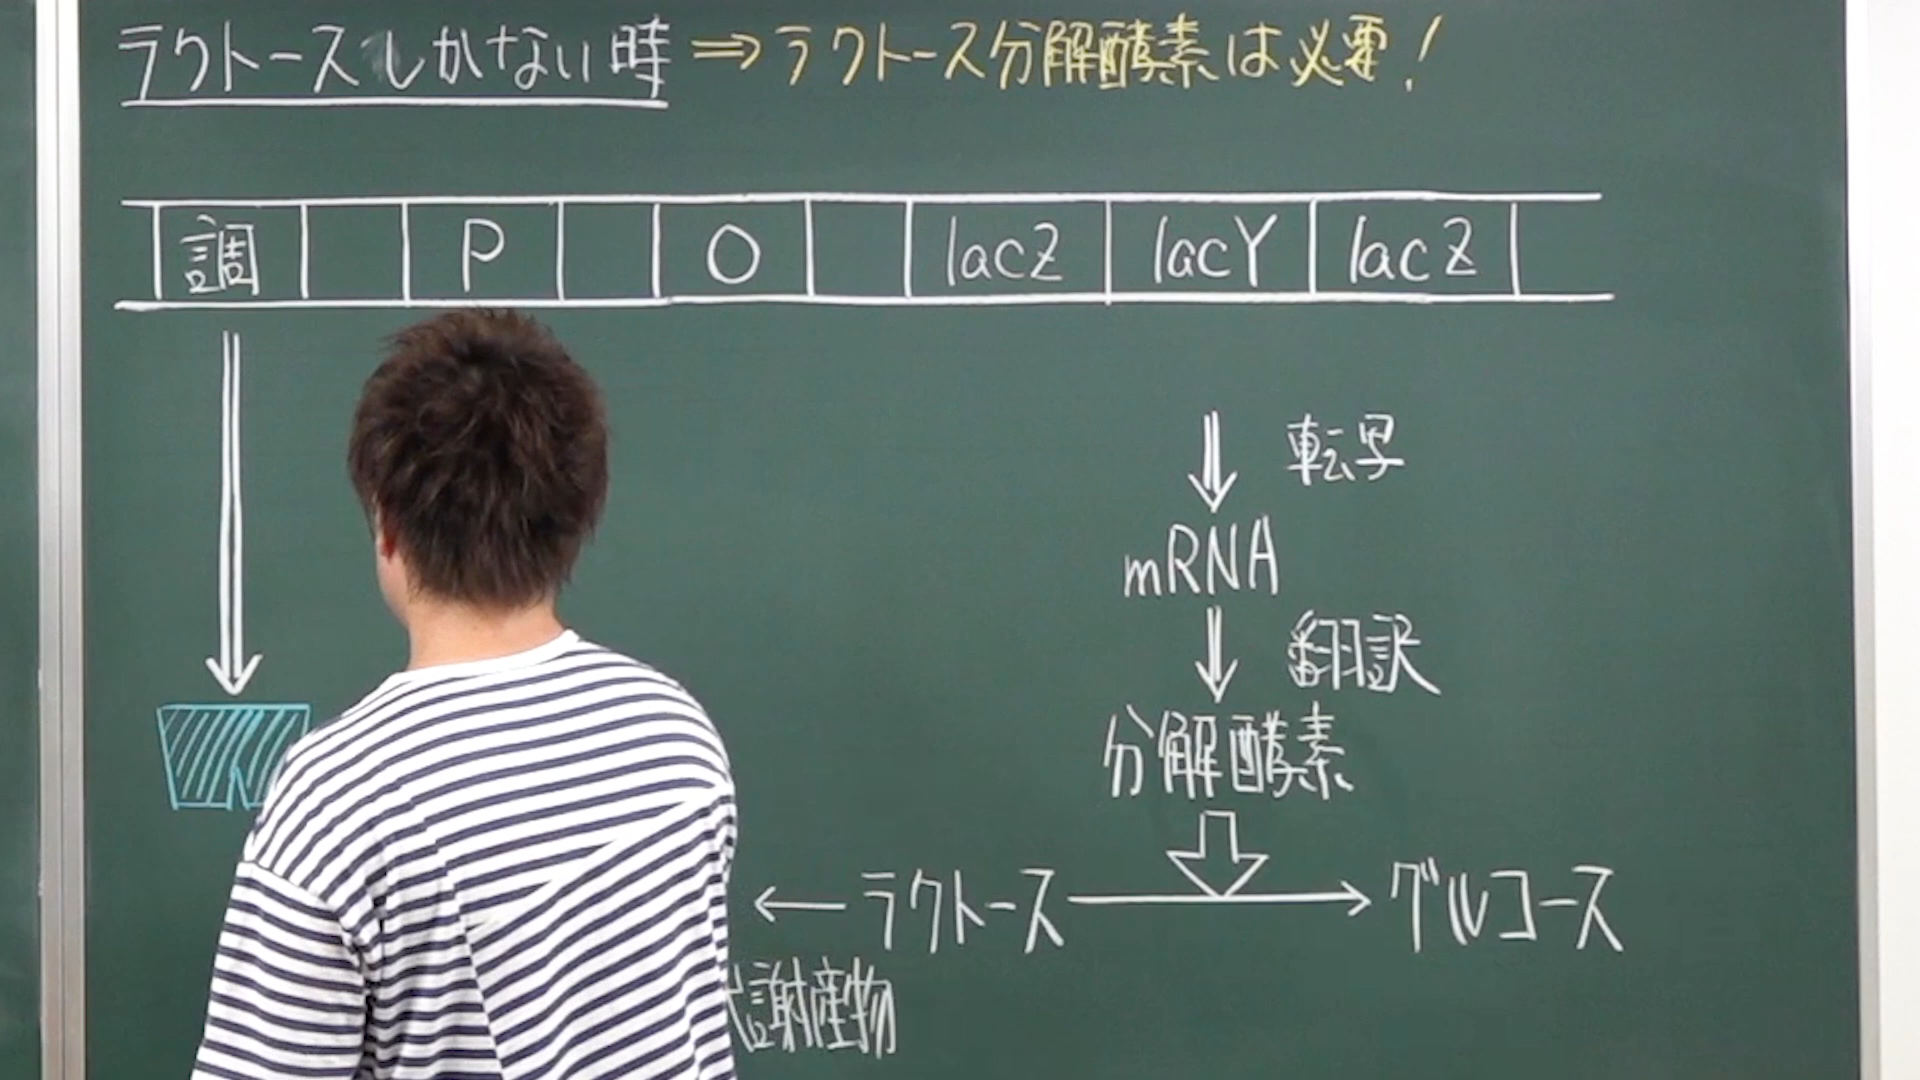 ラクトースしかない時 ⇒ ラクトース分解酵素は必要!
調 P O lacZ lacY lacZ
転写
mRNA
翻訳
分解酵素
← ラクトース → グルコース
謝産物